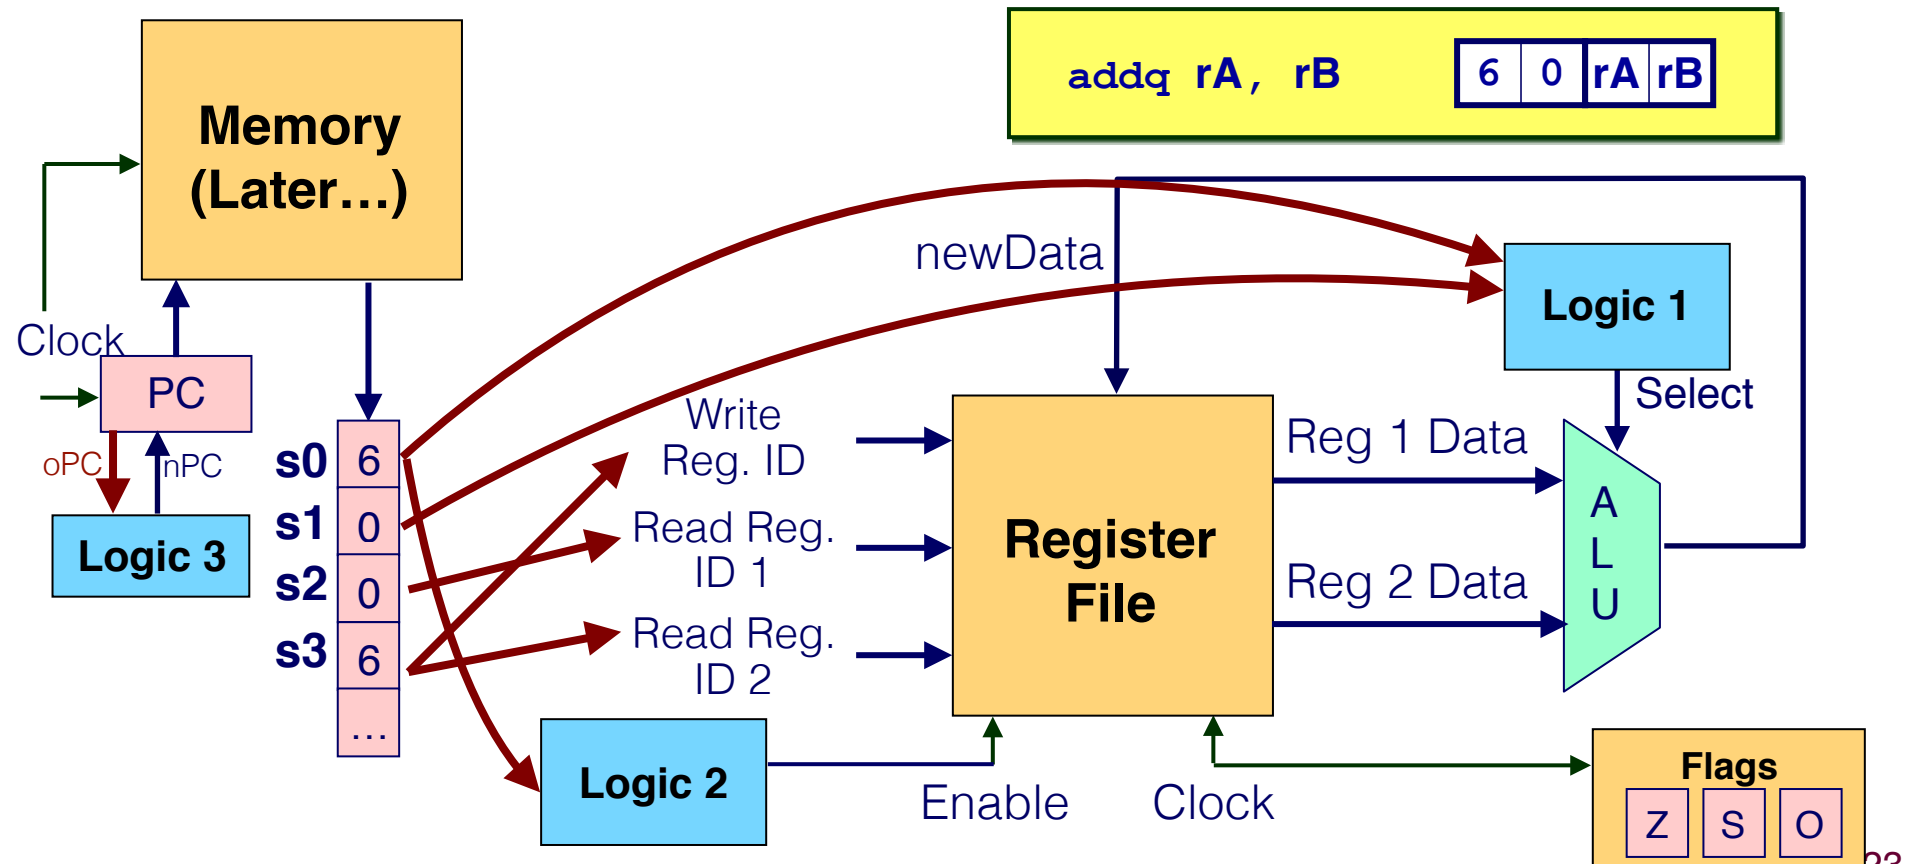 addq rA, rB
6 0 rA rB
Memory
(Later...)
newData
Logic 1
Clock
PC
Select
oPC
nPC
Write
Reg. ID
Reg 1 Data
s0 6
s1 0
s2 0
s3 6
...
Read Reg.
ID 1
Read Reg.
ID 2
Register
File
A
L
U
Reg 2 Data
Logic 3
Logic 2
Enable
Clock
Flags
Z S O
23